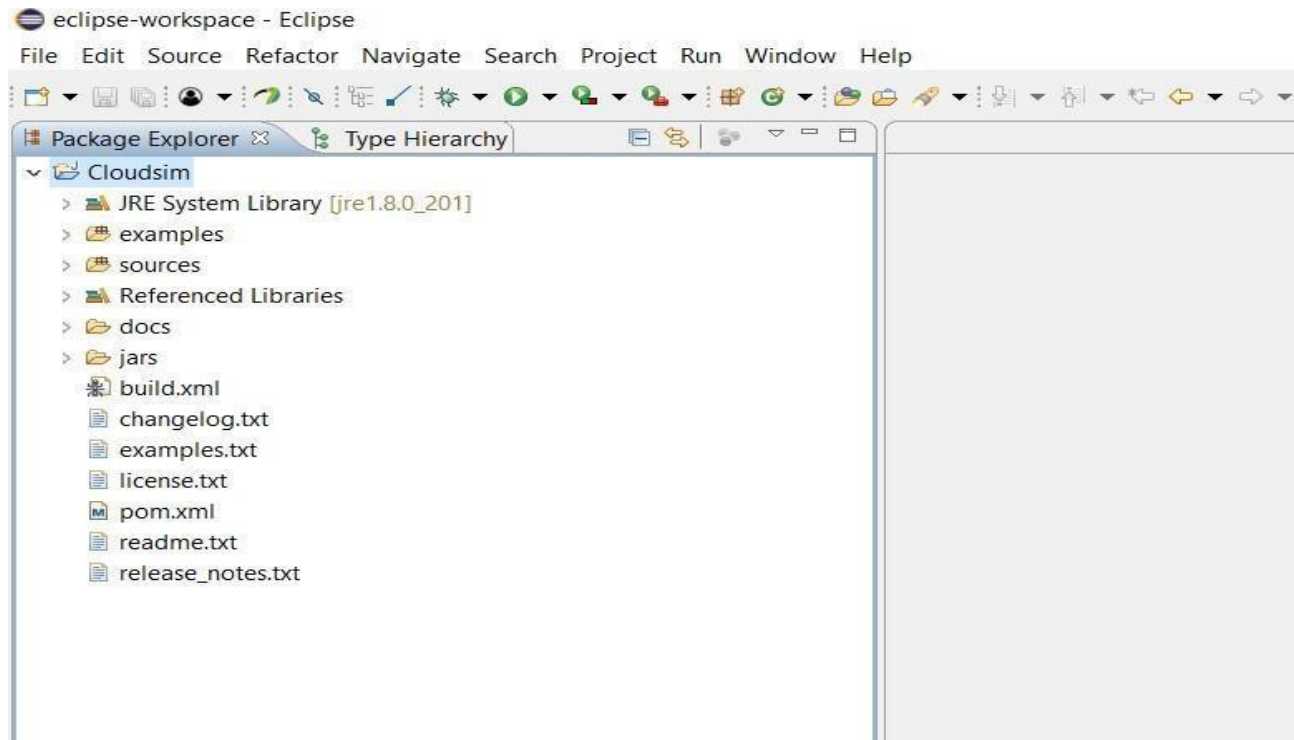 eclipse-workspace - Eclipse
File Edit Source Refactor Navigate Search Project Run Window Help
Package Explorer Type Hierarchy
Cloudsim
JRE System Library [jre1.8.0_201]
examples
sources
Referenced Libraries
docs
jars
build.xml
changelog.txt
examples.txt
license.txt
pom.xml
readme.txt
release_notes.txt